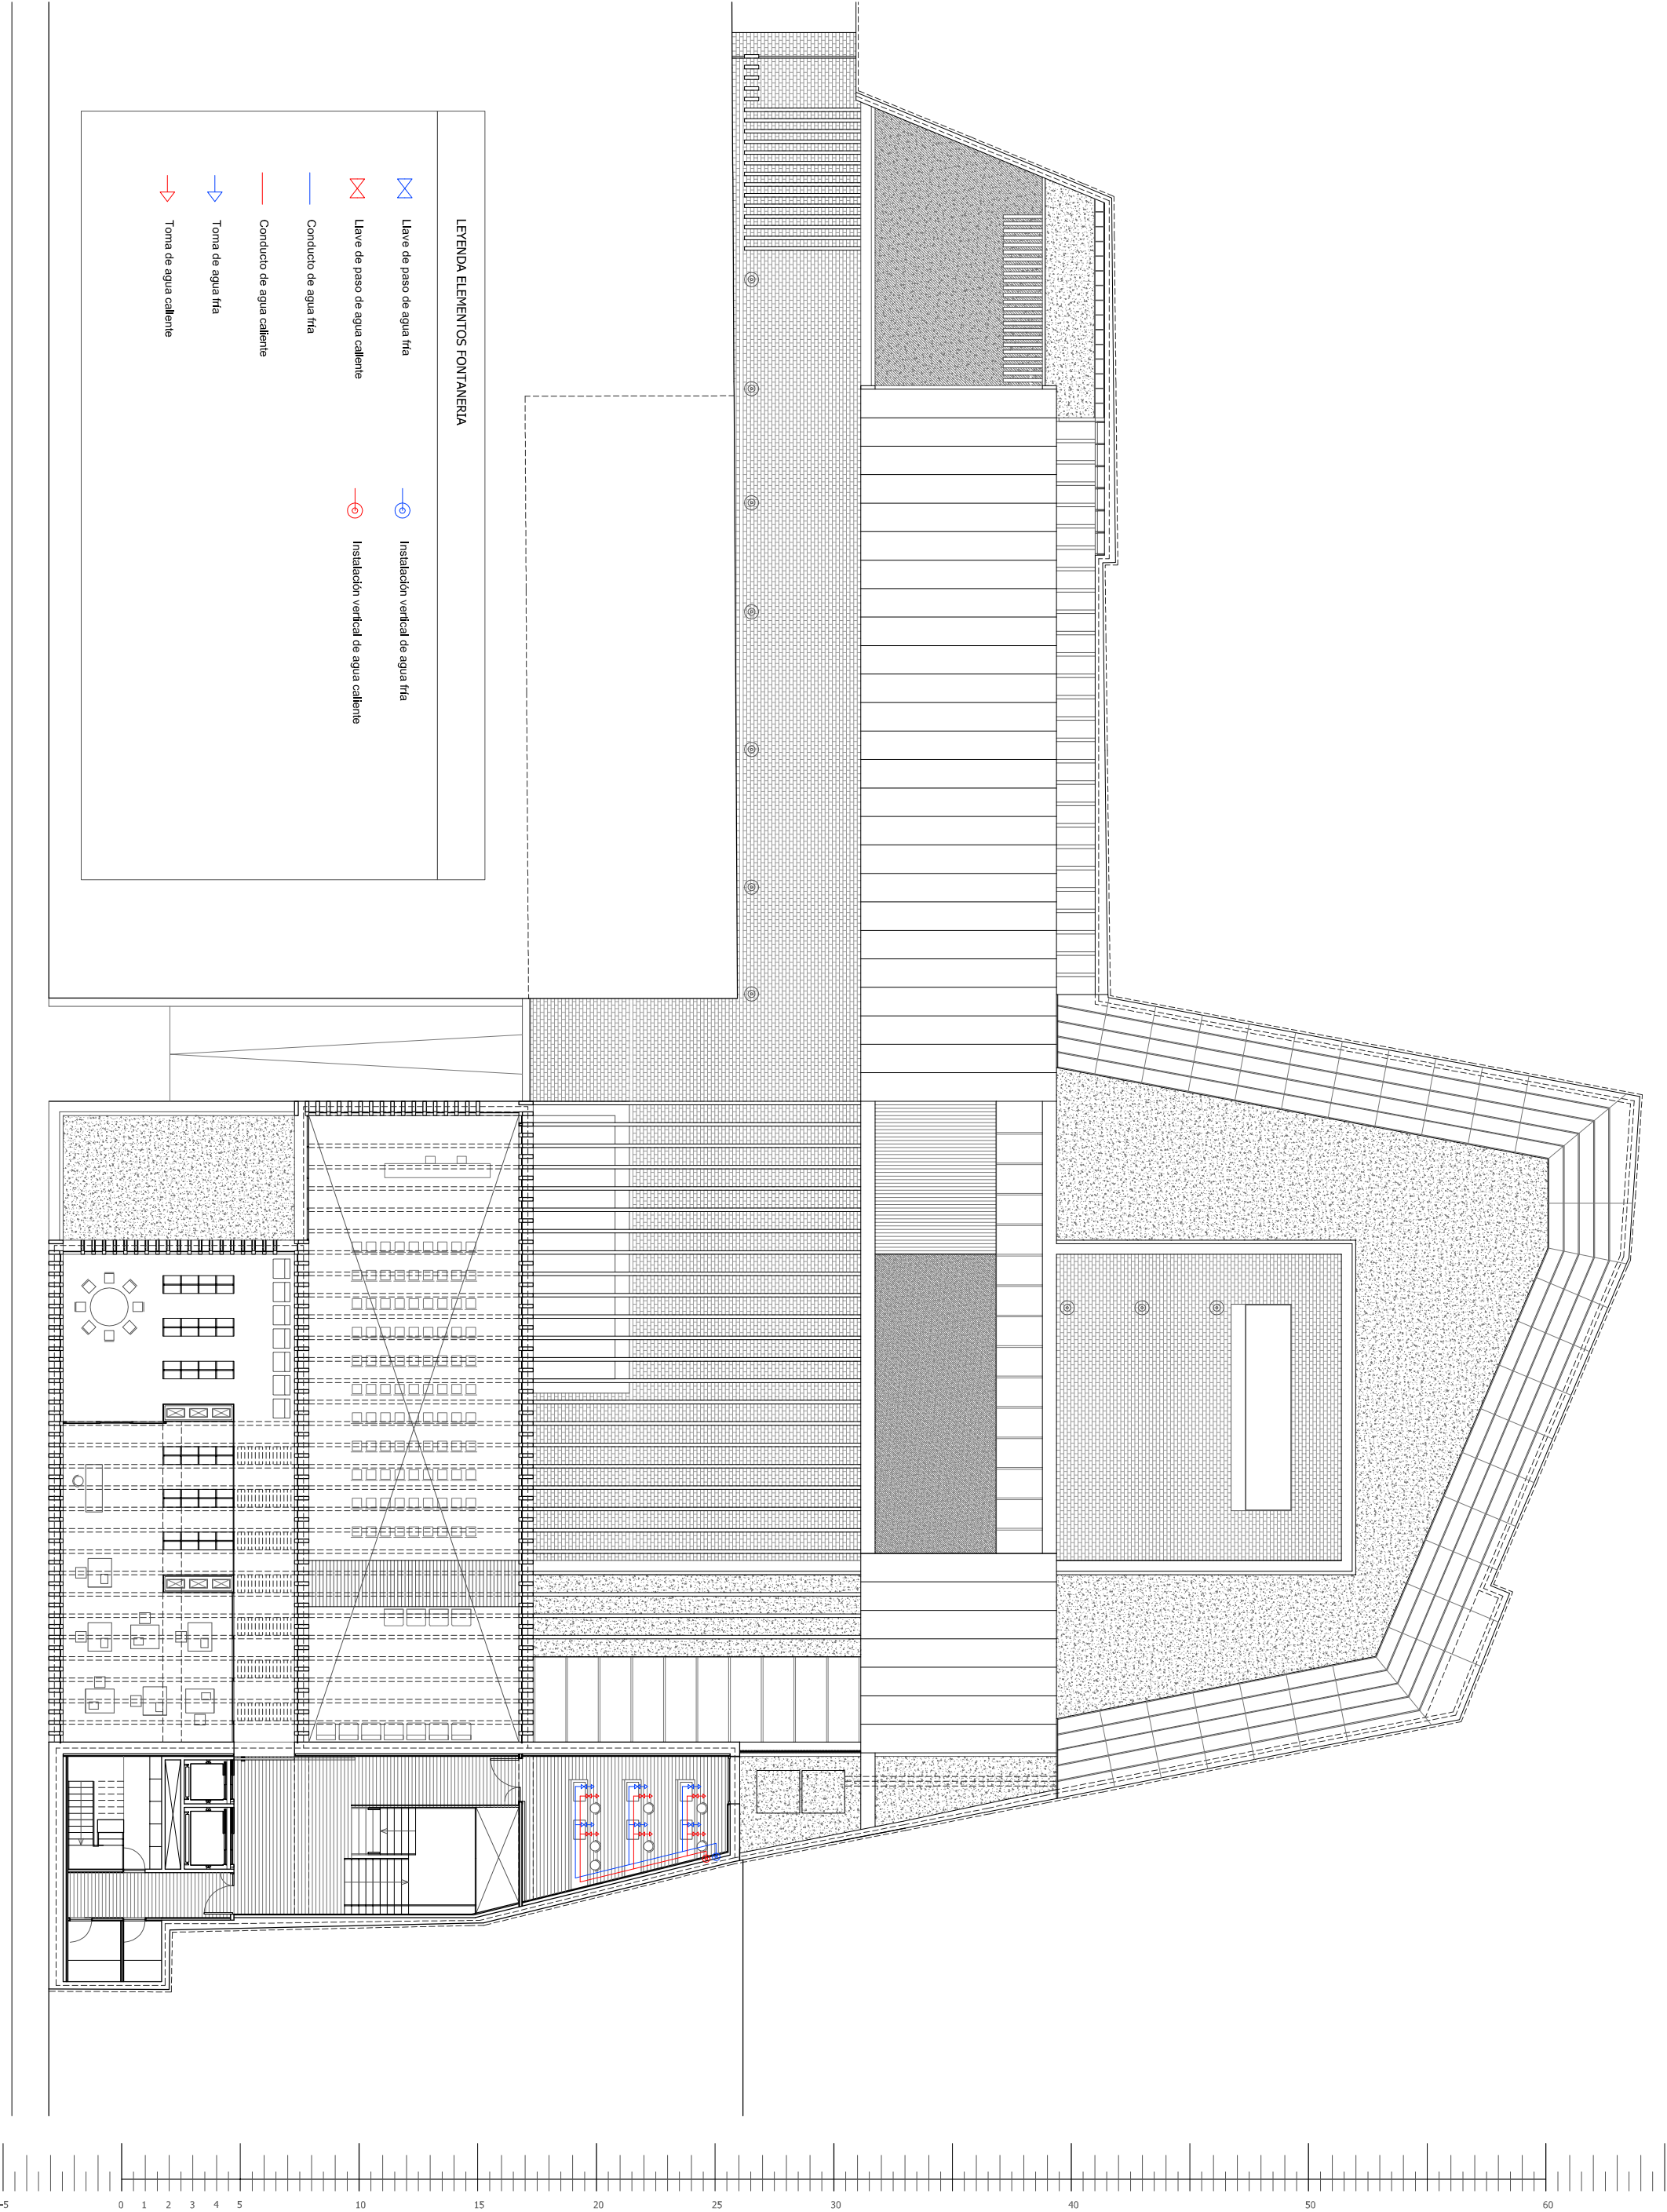 LEYENDA ELEMENTOS FONTANERIA
Llave de paso de agua fría
Llave de paso de agua caliente
Conducto de agua fría
Conducto de agua caliente
Toma de agua fría
Toma de agua caliente
Instalación vertical de agua fría
Instalación vertical de agua caliente
-5 0 1 2 3 4 5 10 15 20 25 30 40 50 60